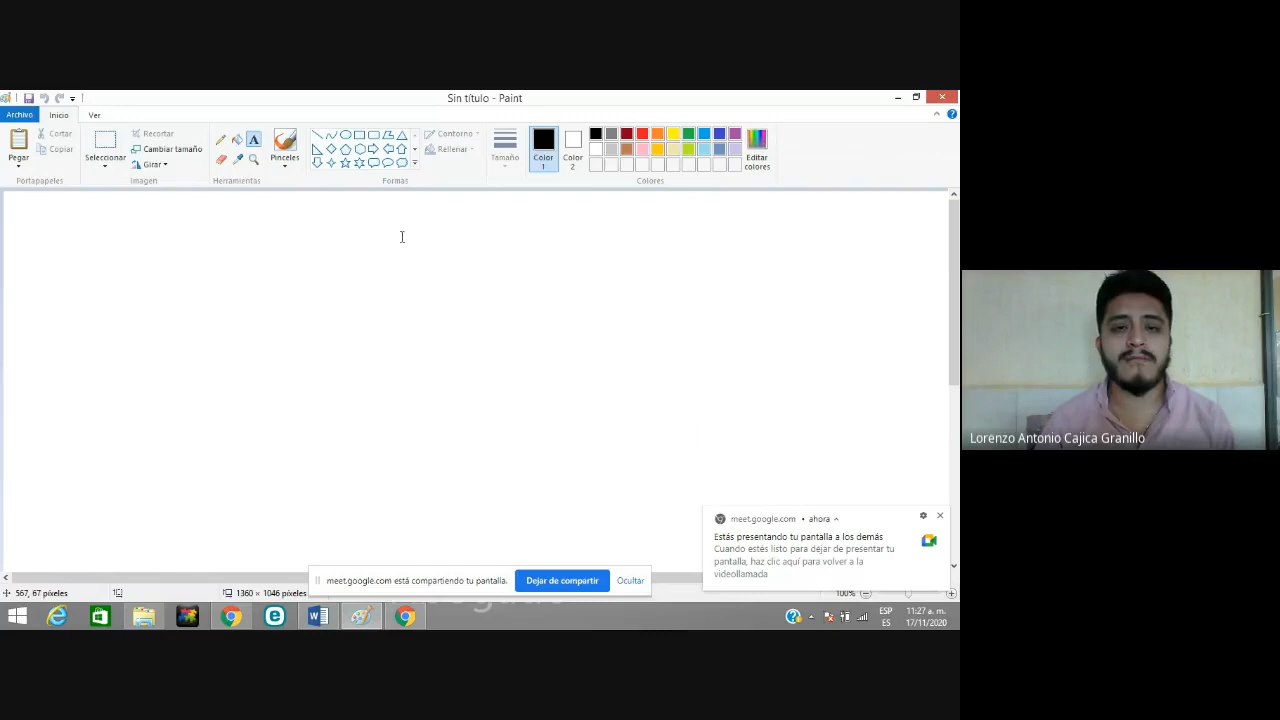 Sin título - Paint
Archivo
Inicio
Ver
Pegar
Cortar
Copiar
Portapapeles
Seleccionar
Recortar
Cambiar tamaño
Girar
Imagen
A
Herramientas
Pinceles
Contorno
Rellenar
Formas
Tamaño
Color 1
Color 2
Editar colores
Colores
Lorenzo Antonio Cajica Granillo
meet.google.com • ahora
Estás presentando tu pantalla a los demás
Cuando estés listo para dejar de presentar tu
pantalla, haz clic aquí para volver a la
videollamada
meet.google.com está compartiendo tu pantalla.
Dejar de compartir
Ocultar
567, 67 píxeles
1360 × 1046 píxeles
100%
ESP
ES
11:27 a. m.
17/11/2020